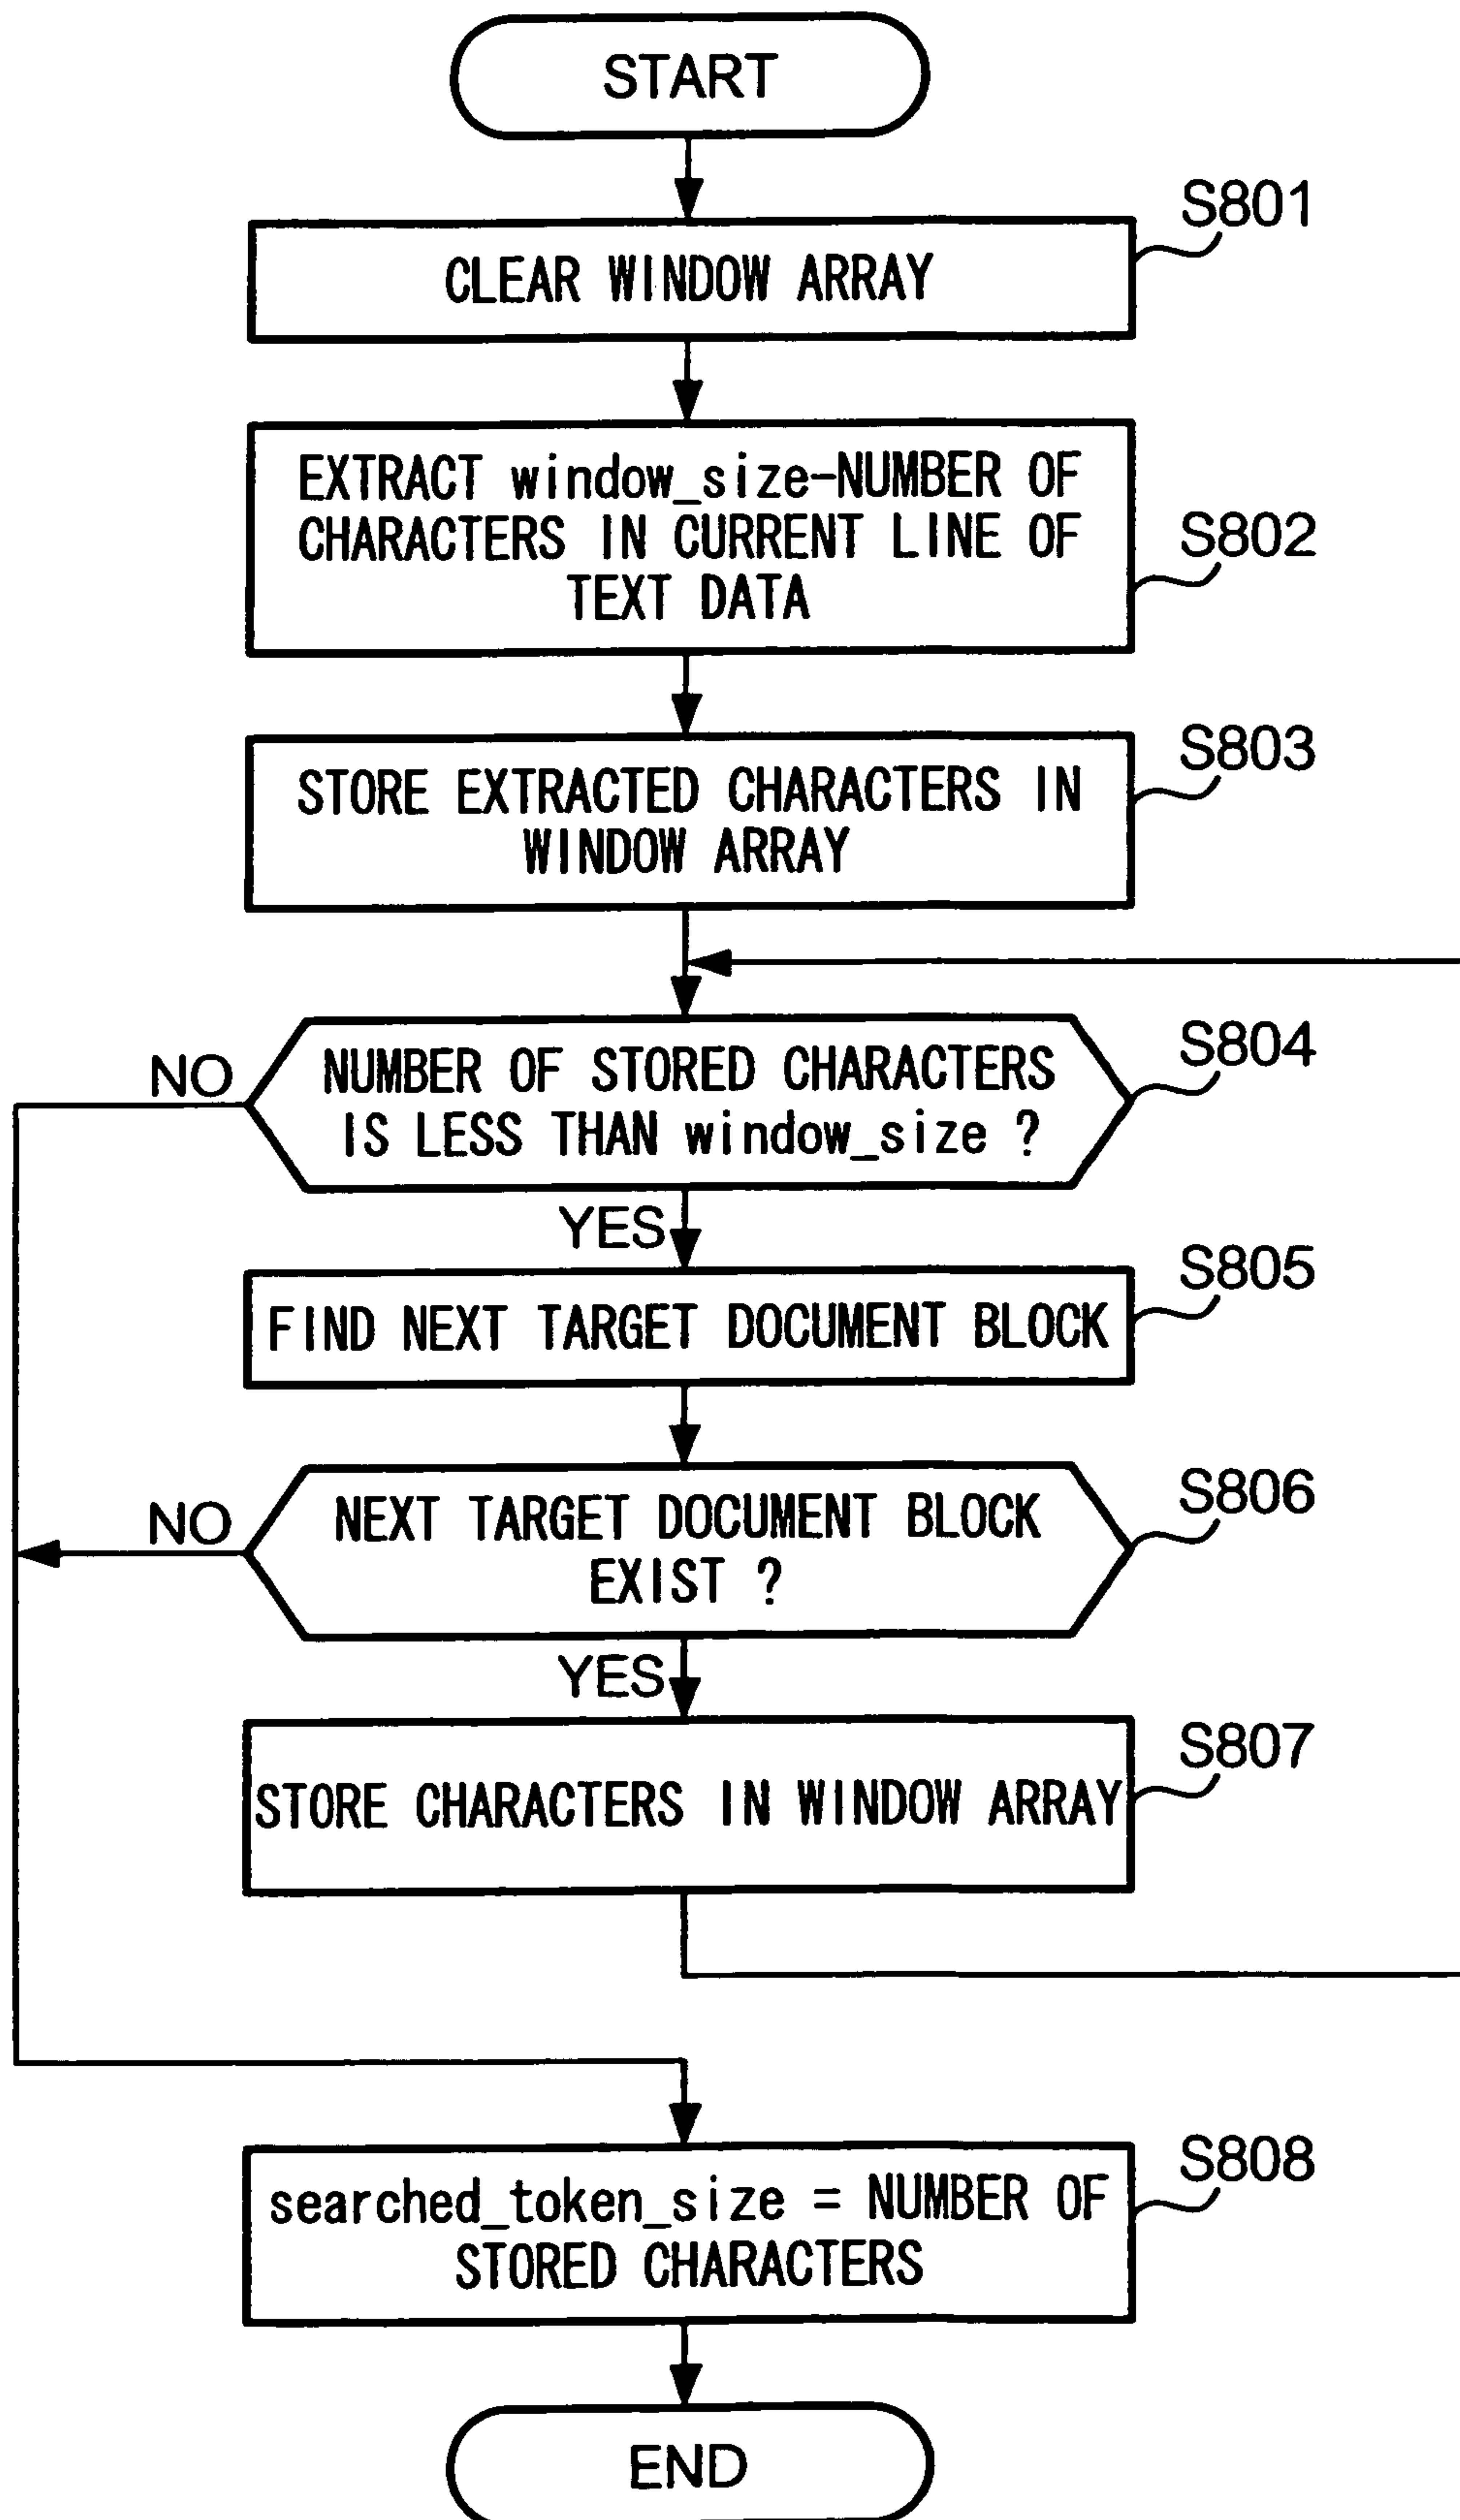 START
S801
CLEAR WINDOW ARRAY
EXTRACT window_size-NUMBER OF
CHARACTERS IN CURRENT LINE OF
TEXT DATA
S802
STORE EXTRACTED CHARACTERS IN
WINDOW ARRAY
S803
NO
NUMBER OF STORED CHARACTERS
IS LESS THAN window_size ?
S804
YES
FIND NEXT TARGET DOCUMENT BLOCK
S805
NO
NEXT TARGET DOCUMENT BLOCK
EXIST ?
S806
YES
STORE CHARACTERS IN WINDOW ARRAY
S807
searched_token_size = NUMBER OF
STORED CHARACTERS
S808
END